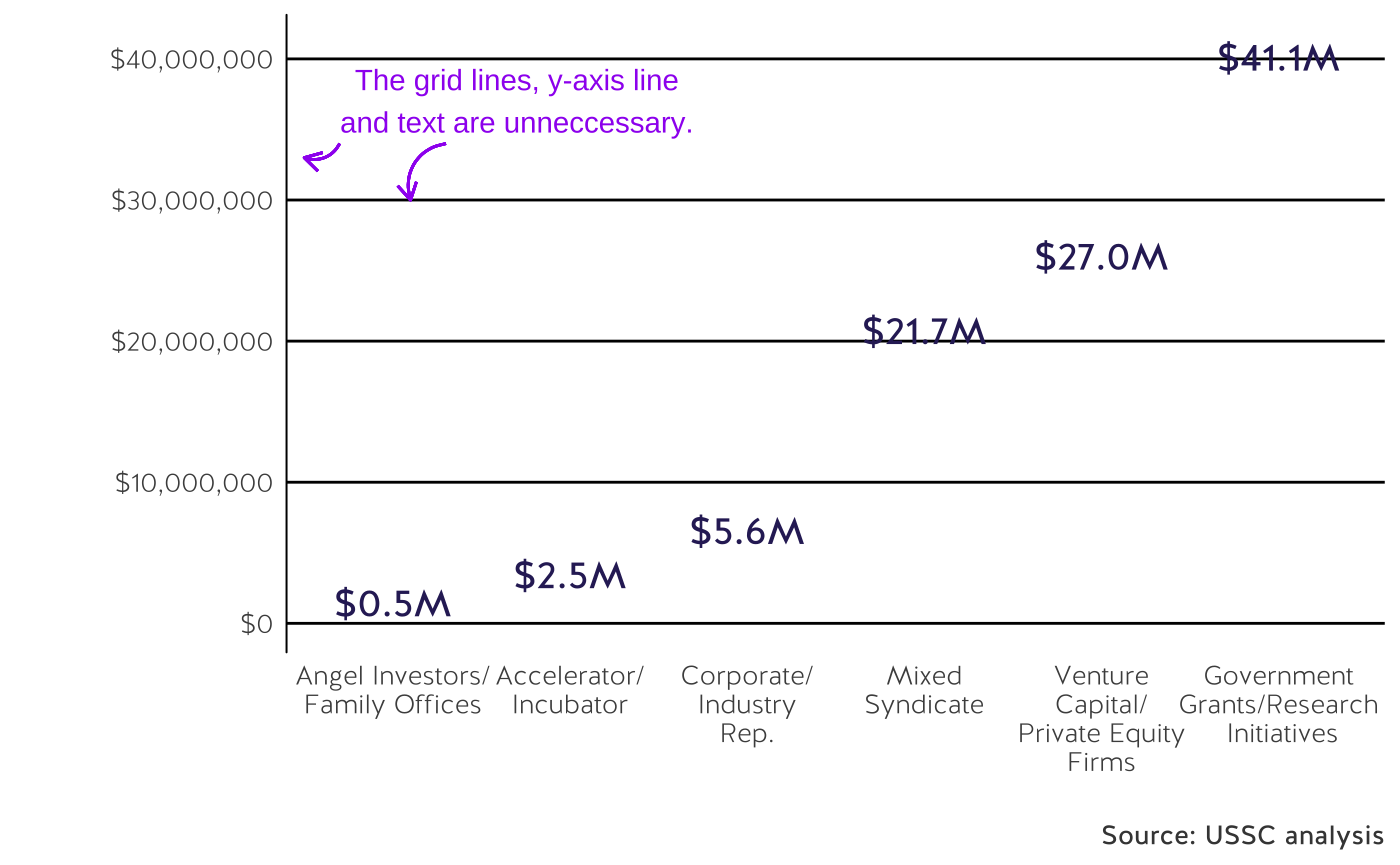 $40,000,000
$41.1M
The grid lines, y-axis line
and text are unneccessary.
$30,000,000
$27.0M
$21.7M
$20,000,000
$10,000,000
$5.6M
$2.5M
$0.5M
$0
Angel Investors/
Family Offices
Accelerator/
Incubator
Corporate/
Industry
Rep.
Mixed
Syndicate
Venture
Capital/
Private Equity
Firms
Government
Grants/Research
Initiatives
Source: USSC analysis